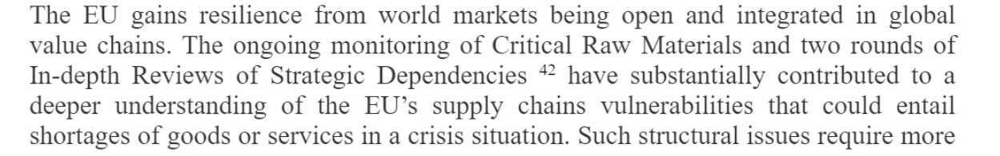 The EU gains resilience from world markets being open and integrated in global
value chains. The ongoing monitoring of Critical Raw Materials and two rounds of
In-depth Reviews of Strategic Dependencies 42 have substantially contributed to a
deeper understanding of the EU’s supply chains vulnerabilities that could entail
shortages of goods or services in a crisis situation. Such structural issues require more